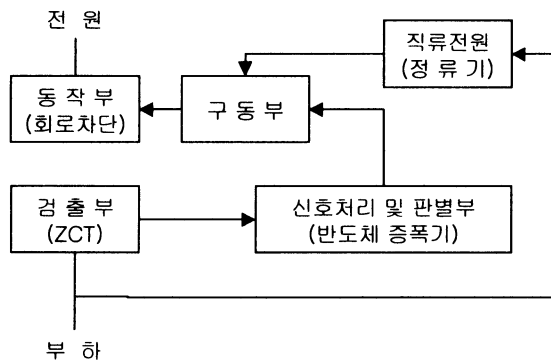 전 원
직류전원
(정 류 기)
동 작 부
(회로차단)
구 동 부
검 출 부
(ZCT)
신호처리 및 판별부
(반도체 증폭기)
부 하